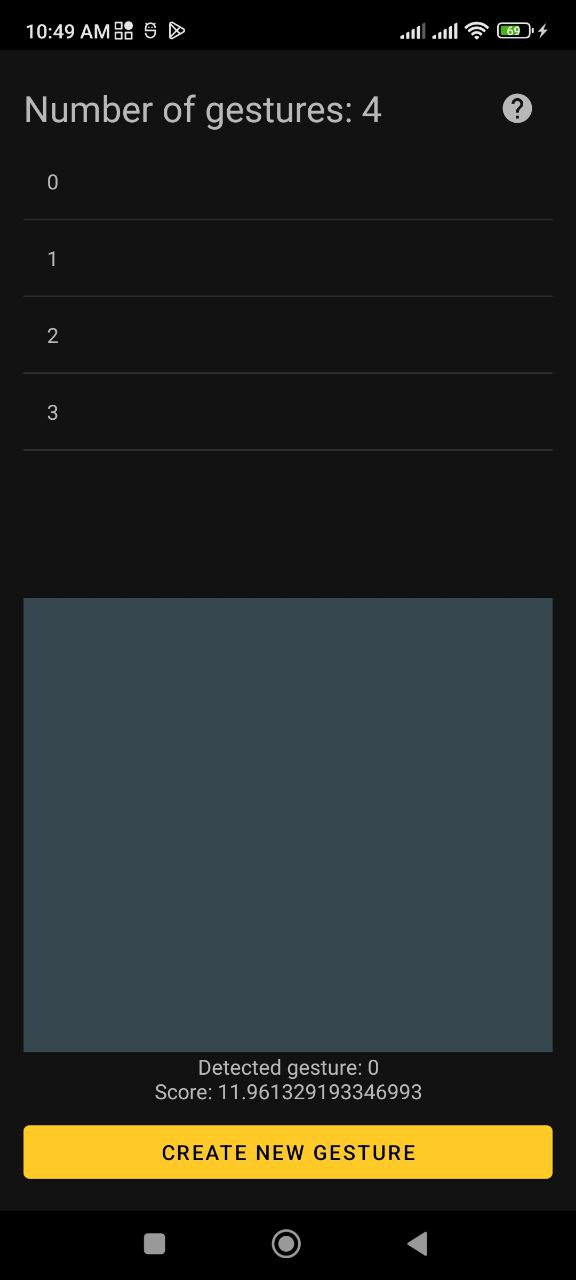 10:49 AM
69
Number of gestures: 4
0
1
2
3
Detected gesture: 0
Score: 11.961329193346993
CREATE NEW GESTURE